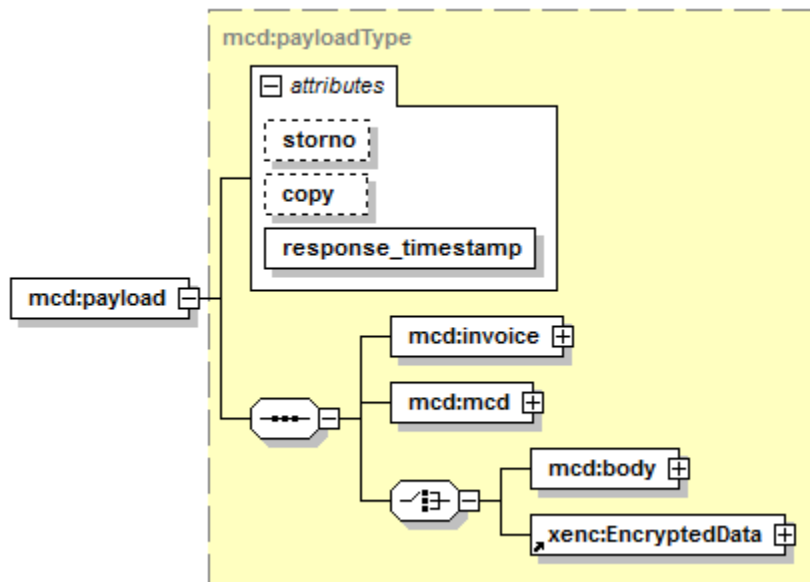 mcd:payloadType
attributes
storno
copy
response_timestamp
mcd:payload
mcd:invoice
mcd:mcd
mcd:body
xenc:EncryptedData